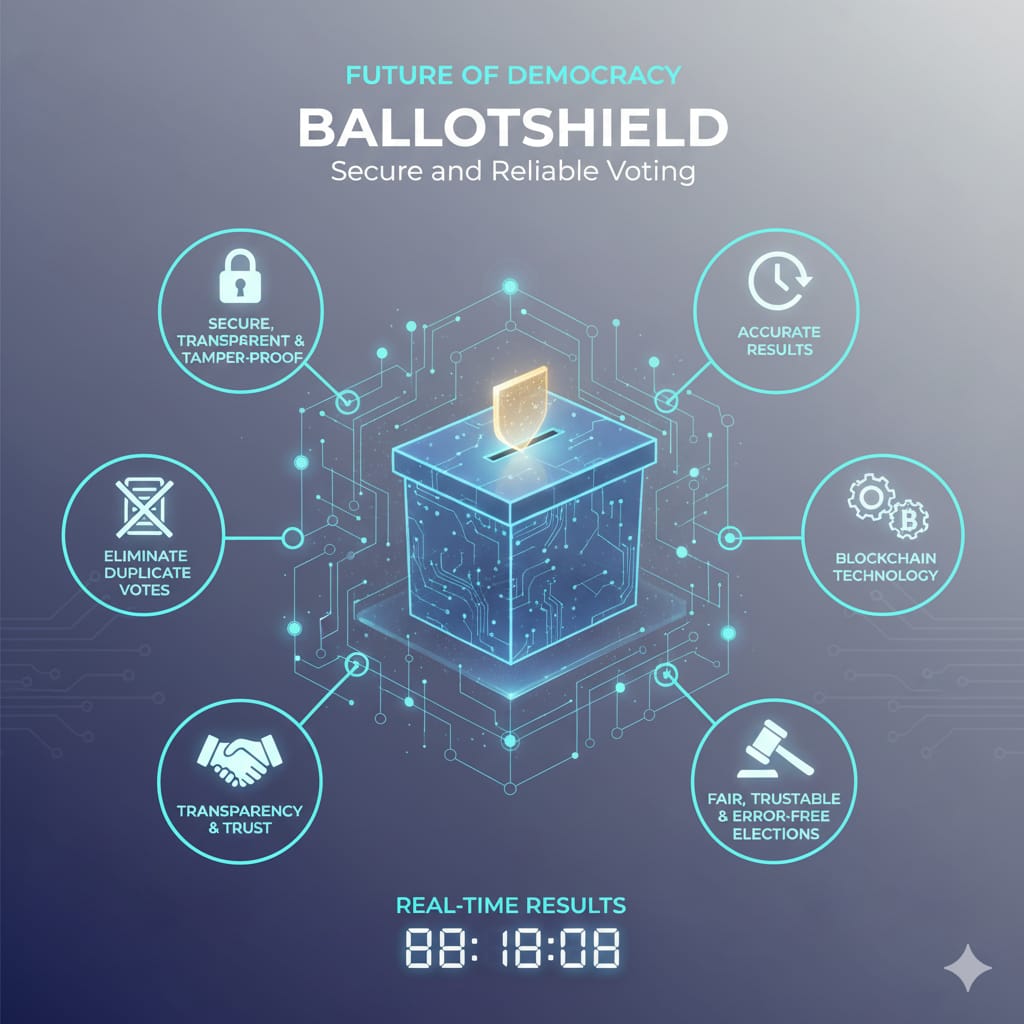 FUTURE OF DEMOCRACY
BALLOTSHIELD
Secure and Reliable Voting
SECURE,
TRANSPARENT &
TAMPER-PROOF
ACCURATE
RESULTS
ELIMINATE
DUPLICATE
VOTES
B
BLOCKCHAIN
TECHNOLOGY
TRANSPARENCY
& TRUST
FAIR, TRUSTABLE
& ERROR-FREE
ELECTIONS
REAL-TIME RESULTS
88:18:08